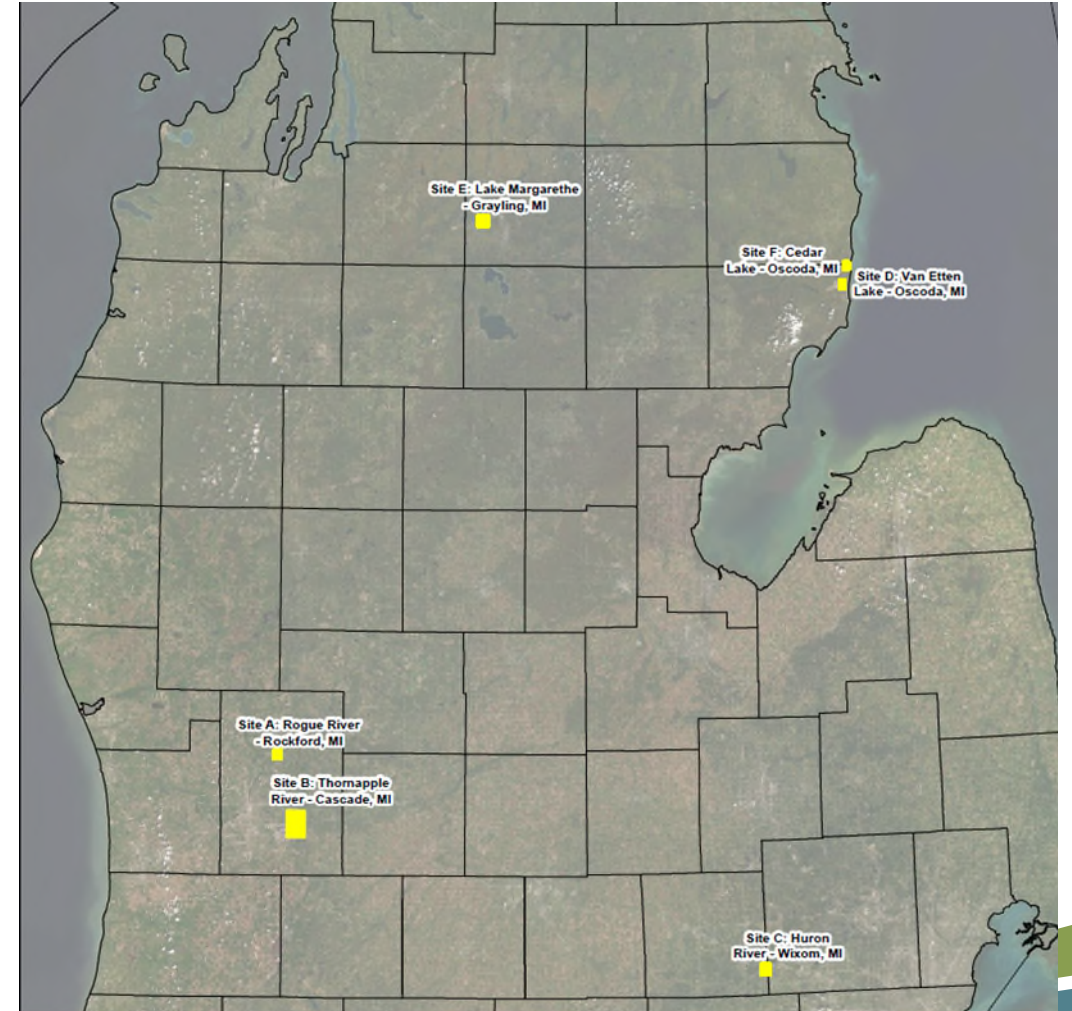 Site E: Lake Margarethe
- Grayling, MI
Site F: Cedar
Lake - Oscoda, MI
Site D: Van Etten
Lake - Oscoda, MI
Site A: Rogue River
- Rockford, MI
Site B: Thornapple
River - Cascade, MI
Site C: Huron
River - Wixom, MI